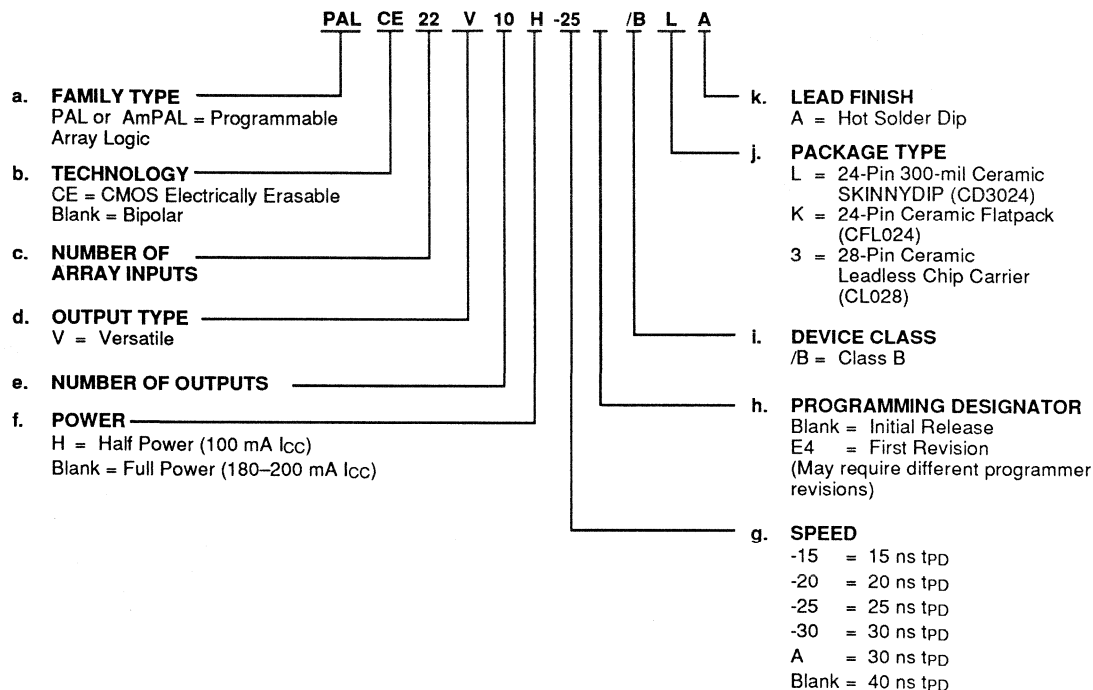 PAL CE 22 V 10 H -25 /B L A
a. FAMILY TYPE
PAL or AmPAL = Programmable
Array Logic
b. TECHNOLOGY
CE = CMOS Electrically Erasable
Blank = Bipolar
c. NUMBER OF
ARRAY INPUTS
d. OUTPUT TYPE
V = Versatile
e. NUMBER OF OUTPUTS
f. POWER
H = Half Power (100 mA ICC)
Blank = Full Power (180–200 mA ICC)
k. LEAD FINISH
A = Hot Solder Dip
j. PACKAGE TYPE
L = 24-Pin 300-mil Ceramic
SKINNYDIP (CD3024)
K = 24-Pin Ceramic Flatpack
(CFL024)
3 = 28-Pin Ceramic
Leadless Chip Carrier
(CL028)
i. DEVICE CLASS
/B = Class B
h. PROGRAMMING DESIGNATOR
Blank = Initial Release
E4 = First Revision
(May require different programmer
revisions)
g. SPEED
-15 = 15 ns tPD
-20 = 20 ns tPD
-25 = 25 ns tPD
-30 = 30 ns tPD
A = 30 ns tPD
Blank = 40 ns tPD